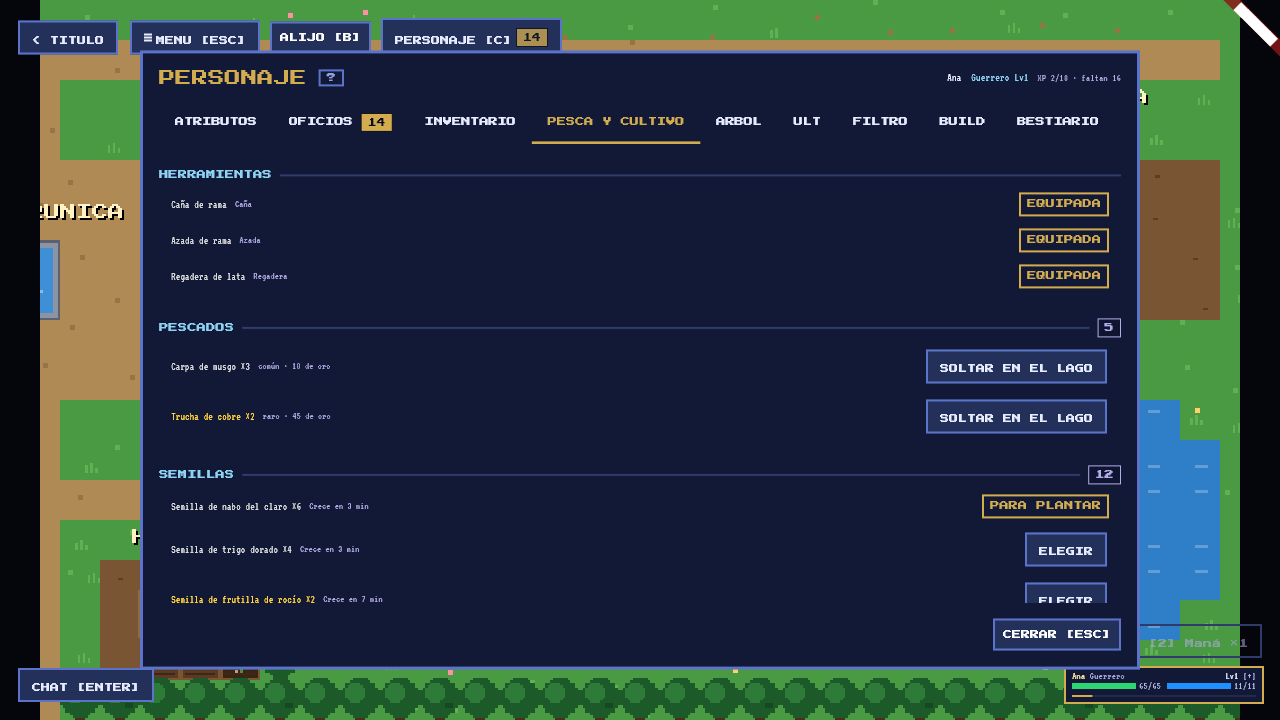 < TITULO
≡MENU [ESC]
ALIJO [B]
PERSONAJE [C] 14
PERSONAJE ?
Ana Guerrero Lv1 XP 2/18 · faltan 16
ATRIBUTOS OFICIOS 14 INVENTARIO PESCA Y CULTIVO ARBOL ULT FILTRO BUILD BESTIARIO
HERRAMIENTAS
Caña de rama Caña EQUIPADA
Azada de rama Azada EQUIPADA
Regadera de lata Regadera EQUIPADA
PESCADOS 5
Carpa de musgo X3 común · 18 de oro SOLTAR EN EL LAGO
Trucha de cobre X2 raro · 45 de oro SOLTAR EN EL LAGO
SEMILLAS 12
Semilla de nabo del claro X6 Crece en 3 min PARA PLANTAR
Semilla de trigo dorado X4 Crece en 3 min ELEGIR
Semilla de frutilla de rocío X2 Crece en 7 min ELEGIR
CERRAR [ESC]
UNICA
[2] Maná ×1
CHAT [ENTER]
Ana Guerrero Lv1 [+]
65/65 11/11